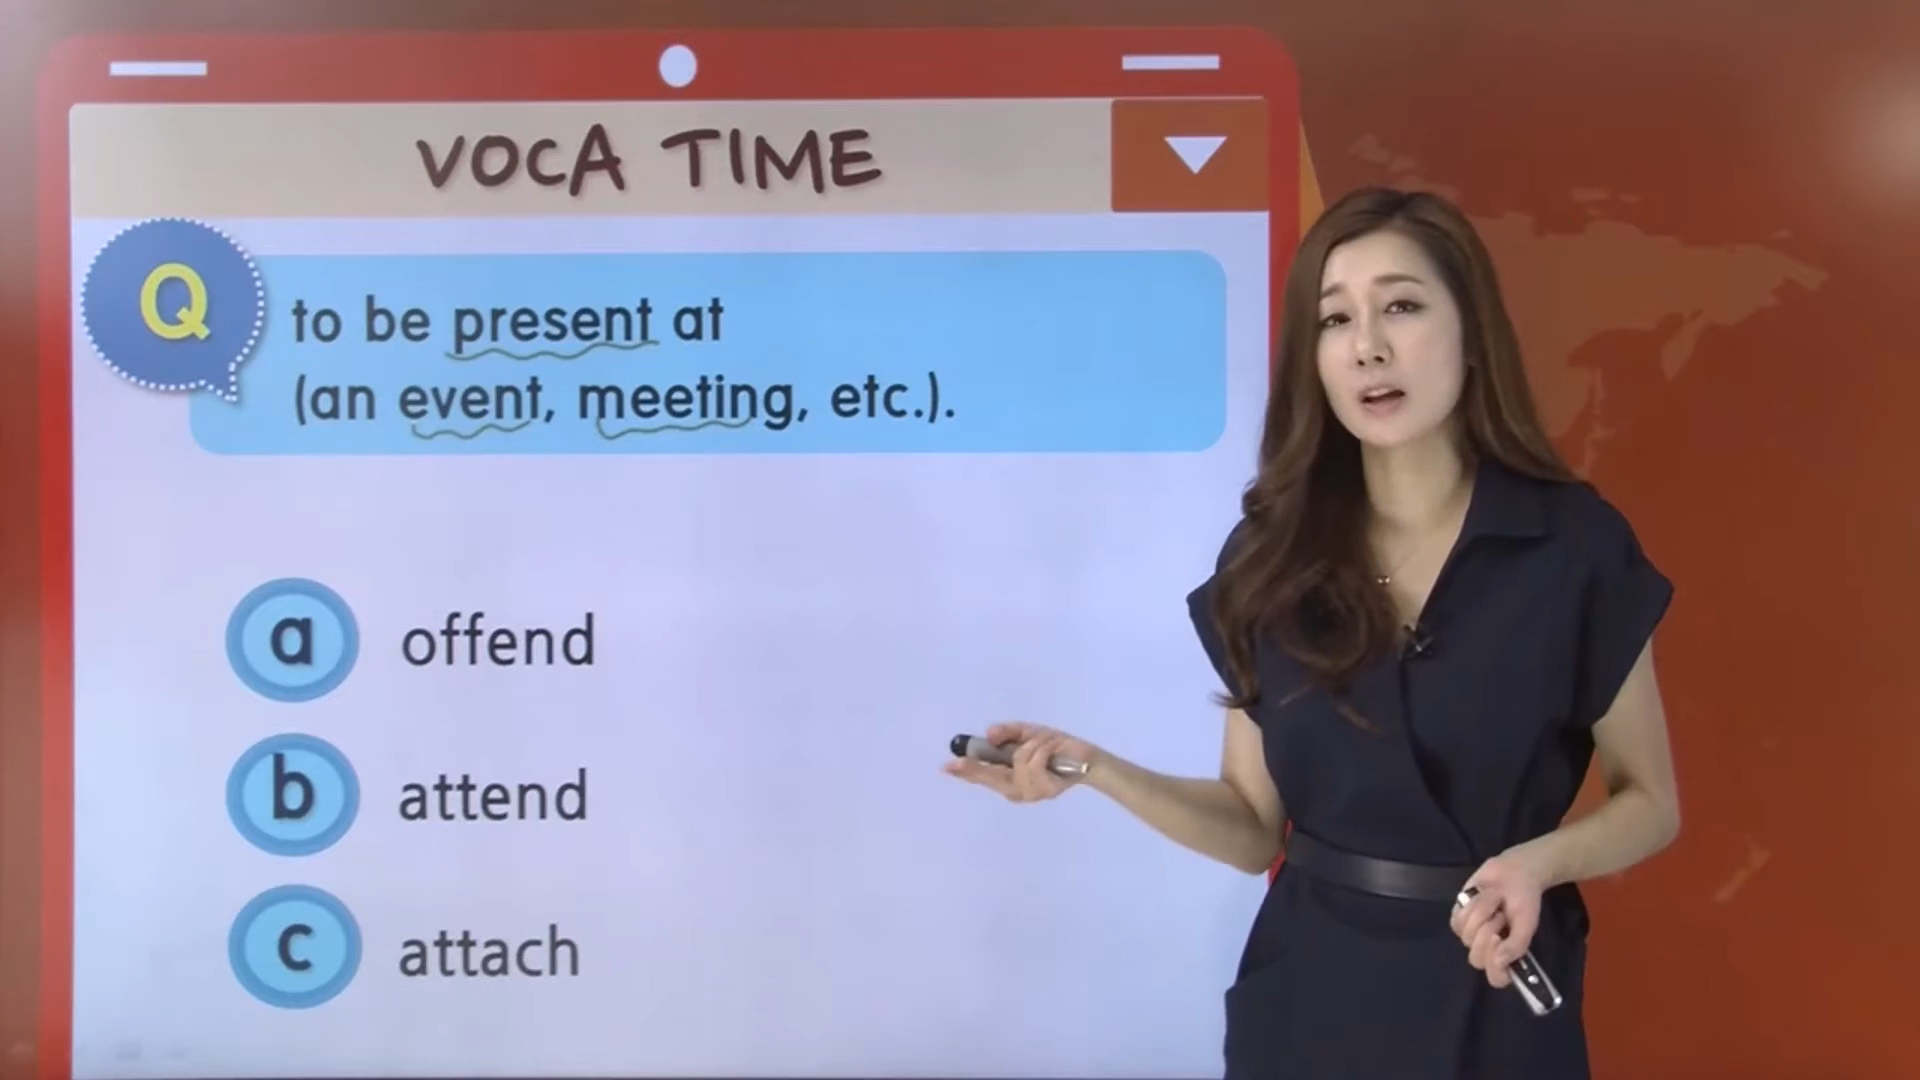 VOCA TIME
Q
to be present at
(an event, meeting, etc.).
a offend
b attend
c attach